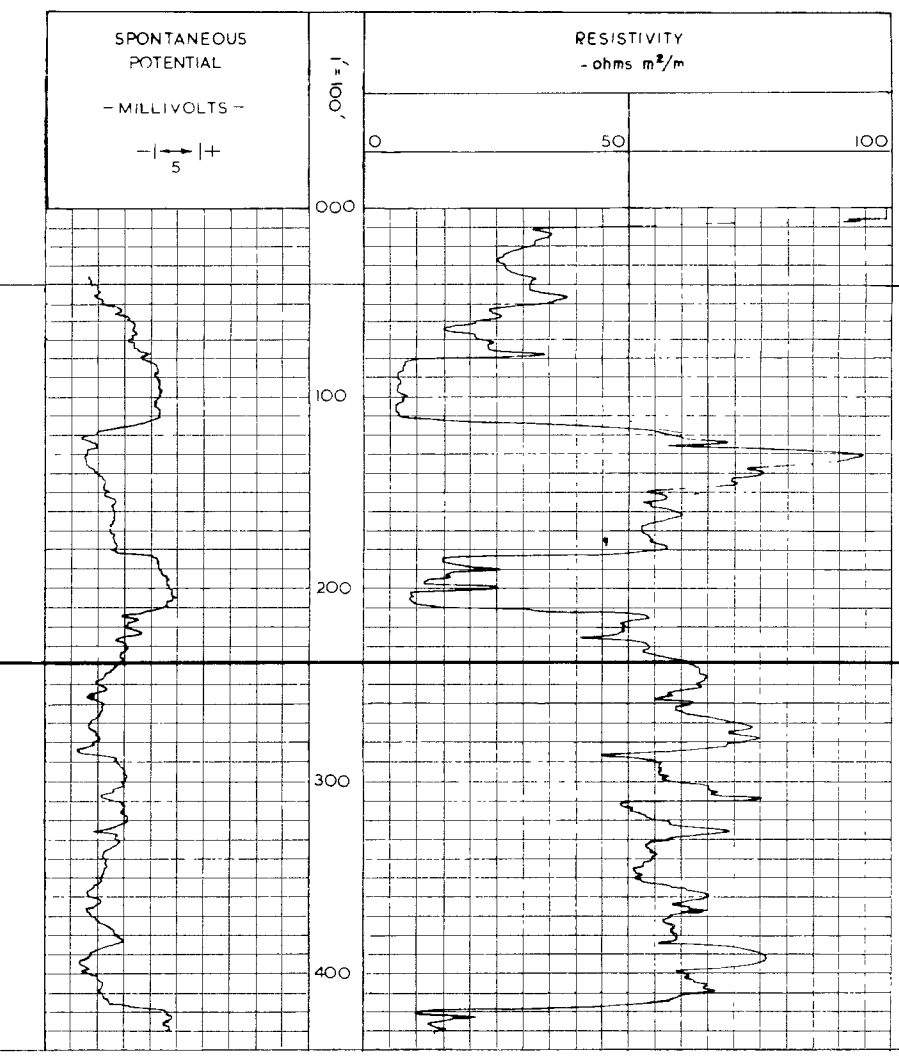 SPONTANEOUS
POTENTIAL
- MILLIVOLTS -
-| ↔ |+
5
1"=100'
RESISTIVITY
- ohms m²/m
0 50 100
000
100
200
300
400